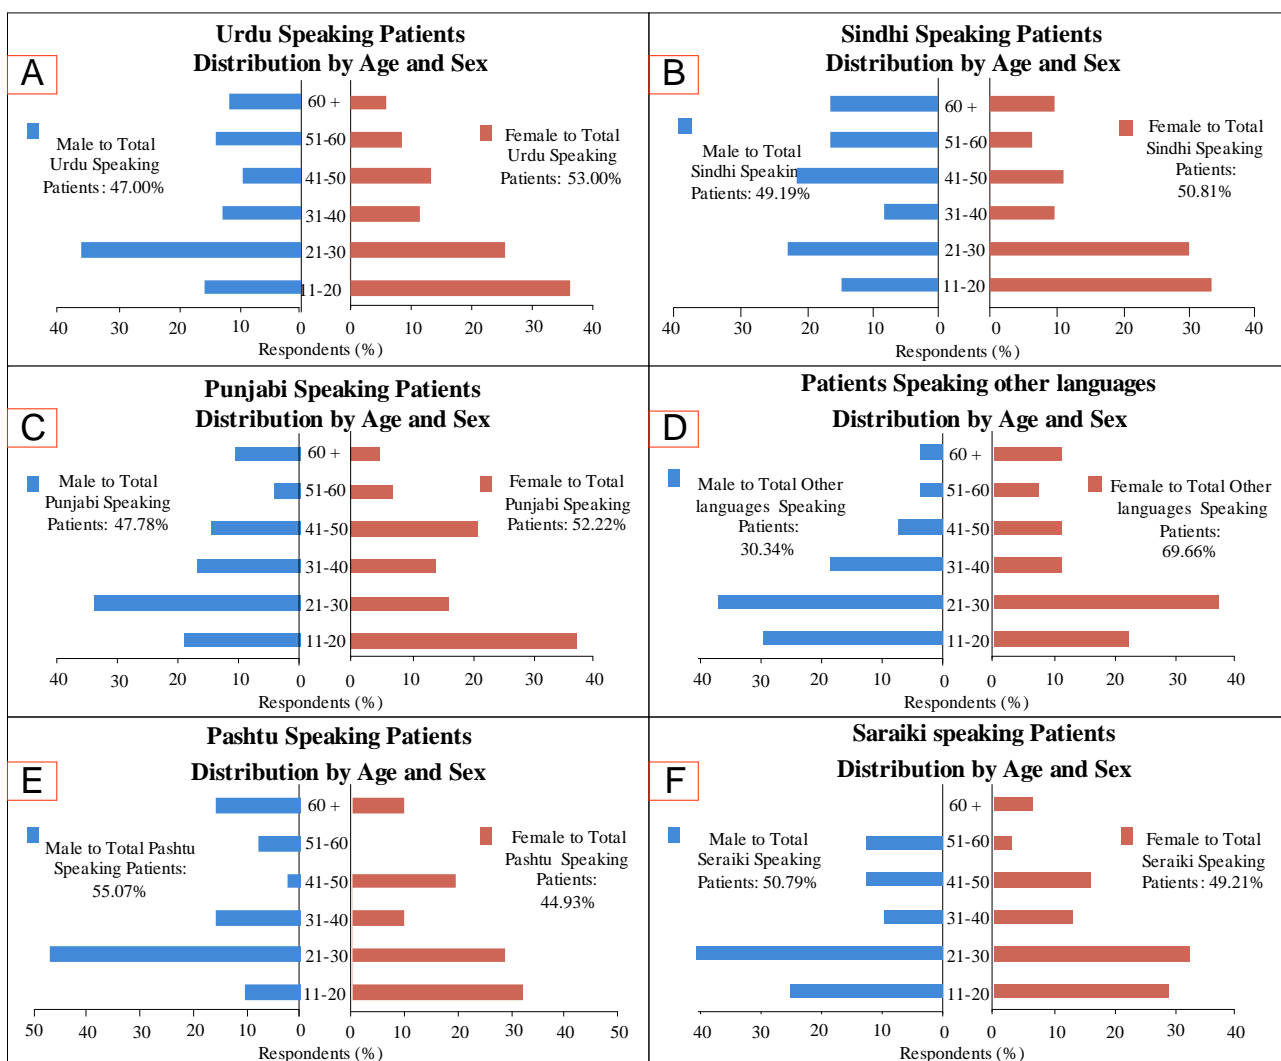 Urdu Speaking Patients
Distribution by Age and Sex
A
Male to Total
Urdu Speaking
Patients: 47.00%
Female to Total
Urdu Speaking
Patients: 53.00%
60 +
51-60
41-50
31-40
21-30
11-20
40 30 20 10 0 0 10 20 30 40
Respondents (%)
Sindhi Speaking Patients
Distribution by Age and Sex
B
Male to Total
Sindhi Speaking
Patients: 49.19%
Female to Total
Sindhi Speaking
Patients:
50.81%
60 +
51-60
41-50
31-40
21-30
11-20
40 30 20 10 0 0 10 20 30 40
Respondents (%)
Punjabi Speaking Patients
Distribution by Age and Sex
C
Male to Total
Punjabi Speaking
Patients: 47.78%
Female to Total
Punjabi Speaking
Patients: 52.22%
60 +
51-60
41-50
31-40
21-30
11-20
40 30 20 10 0 0 10 20 30 40
Respondents (%)
Patients Speaking other languages
Distribution by Age and Sex
D
Male to Total Other
languages Speaking
Patients:
30.34%
Female to Total Other
languages Speaking
Patients:
69.66%
60 +
51-60
41-50
31-40
21-30
11-20
40 30 20 10 0 0 10 20 30 40
Respondents (%)
Pashtu Speaking Patients
Distribution by Age and Sex
E
Male to Total Pashtu
Speaking Patients:
55.07%
Female to Total
Pashtu Speaking
Patients:
44.93%
60 +
51-60
41-50
31-40
21-30
11-20
50 40 30 20 10 0 0 10 20 30 40 50
Respondents (%)
Saraiki speaking Patients
Distribution by Age and Sex
F
Male to Total
Seraiki Speaking
Patients: 50.79%
Female to Total
Seraiki Speaking
Patients: 49.21%
60 +
51-60
41-50
31-40
21-30
11-20
40 30 20 10 0 0 10 20 30 40
Respondents (%)